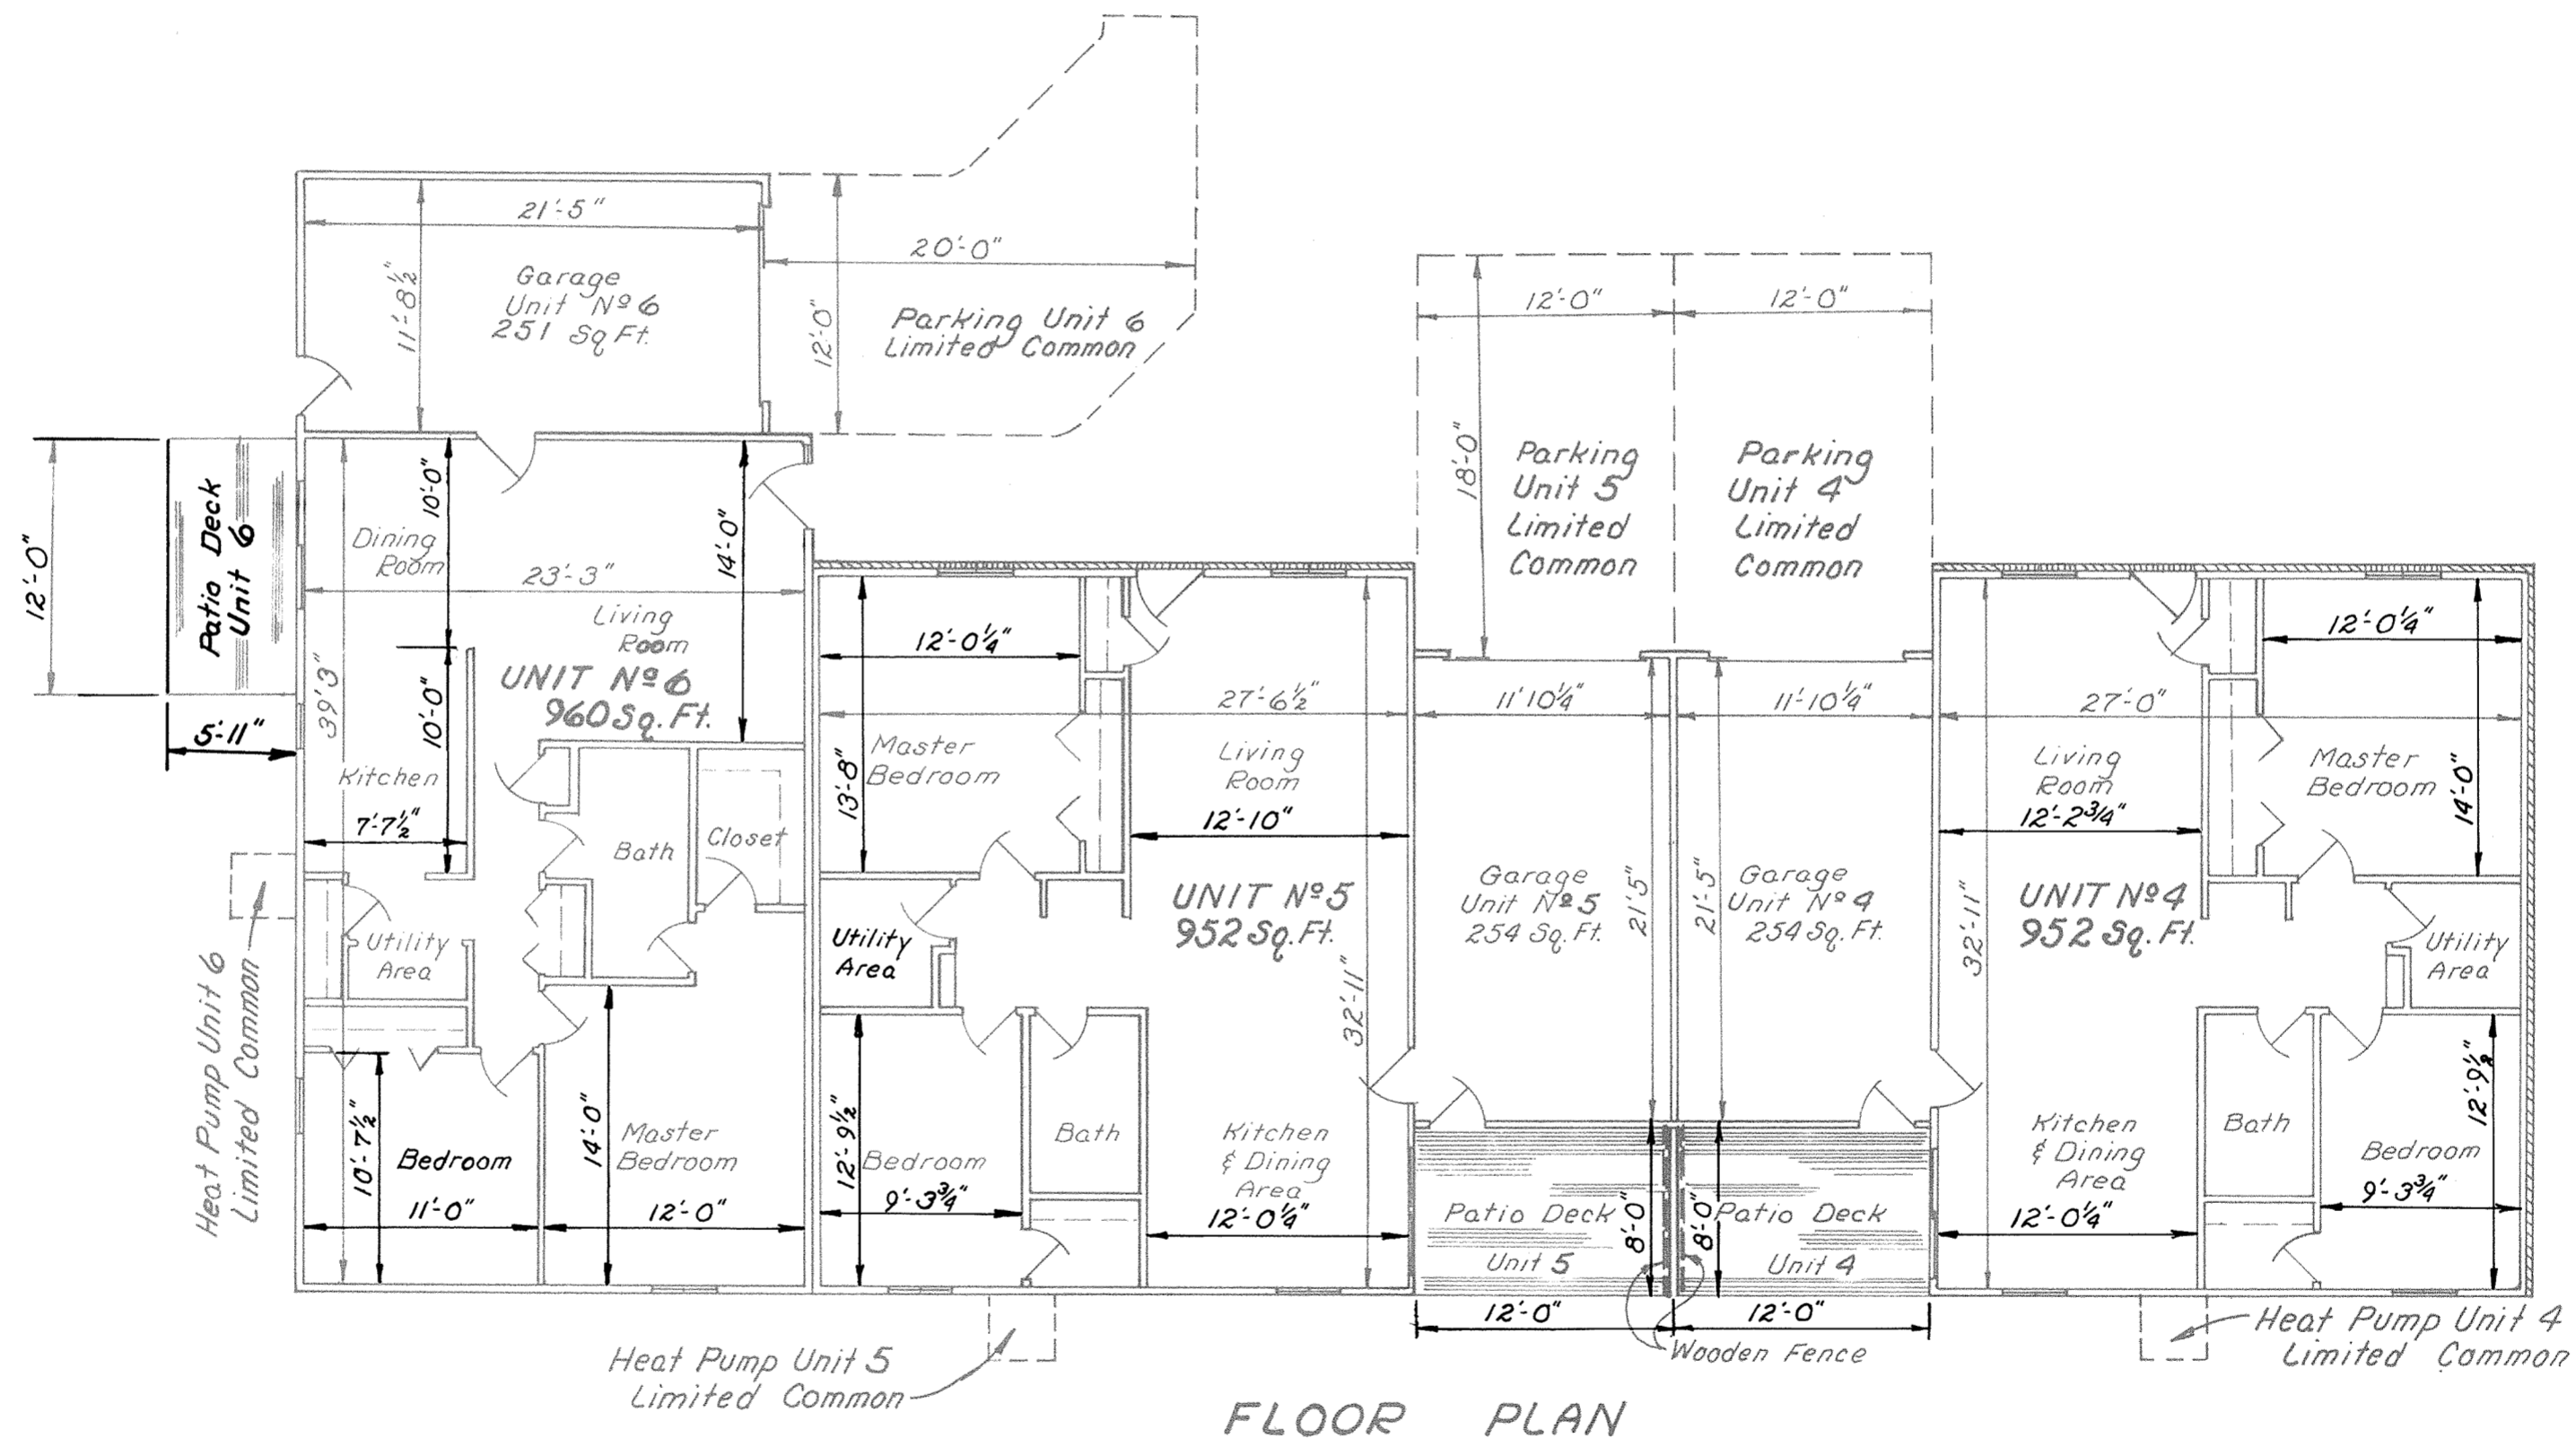 21'-5"
Garage
Unit Nº 6
251 Sq Ft.
11'-8½"
20'-0"
12'-0"
Parking Unit 6
Limited Common
12'-0"
Patio Deck
Unit 6
5'-11"
39'3"
10'-0"
Dining
Room
23'-3"
14'-0"
Living
Room
UNIT Nº 6
960 Sq. Ft.
10'-0"
Kitchen
7'-7½"
Bath
Closet
Utility
Area
Heat Pump Unit 6
Limited Common
10'-7½"
Bedroom
11'-0"
14'-0"
Master
Bedroom
12'-0"
12'-0¼"
27'-6½"
13'-8"
Master
Bedroom
Living
Room
12'-10"
UNIT Nº 5
952 Sq. Ft.
Utility
Area
32'-11"
12'-9½"
Bedroom
9'-3¾"
Bath
Kitchen
& Dining
Area
12'-0¼"
Heat Pump Unit 5
Limited Common
12'-0"
12'-0"
18'-0"
Parking
Unit 5
Limited
Common
Parking
Unit 4
Limited
Common
11'10¼"
11'-10¼"
Garage
Unit Nº 5
254 Sq. Ft.
21'5"
21'-5"
Garage
Unit Nº 4
254 Sq. Ft.
Patio Deck
Unit 5
8'-0"
8'-0"
Patio Deck
Unit 4
12'-0"
12'-0"
Wooden Fence
12'-0¼"
27'-0"
Living
Room
12'-2¾"
Master
Bedroom
14'-0"
UNIT Nº 4
952 Sq. Ft.
32'-11"
Utility
Area
Kitchen
& Dining
Area
12'-0¼"
Bath
12'-9½"
Bedroom
9'-3¾"
Heat Pump Unit 4
Limited Common
FLOOR PLAN